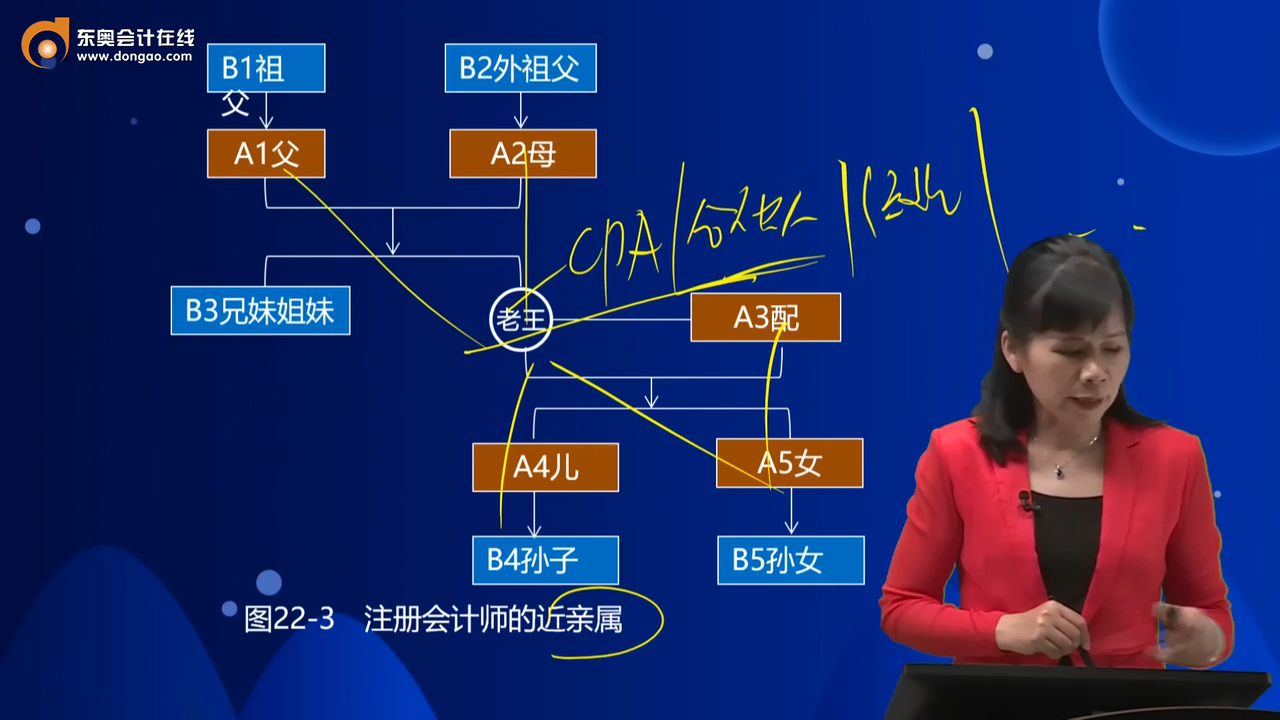 东奥会计在线
www.dongao.com
B1祖父
B2外祖父
A1父
A2母
CPA
B3兄妹姐妹
老王
A3配
A4儿
A5女
B4孙子
B5孙女
图22-3 注册会计师的近亲属